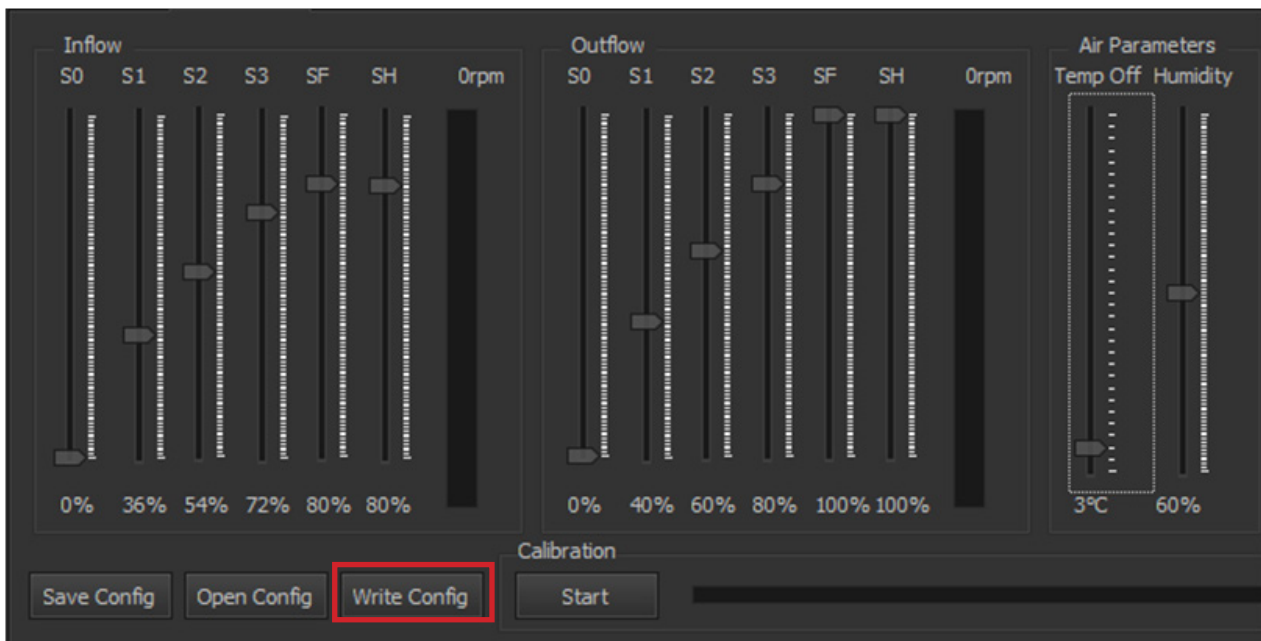 Inflow
S0 S1 S2 S3 SF SH 0rpm
0% 36% 54% 72% 80% 80%
Outflow
S0 S1 S2 S3 SF SH 0rpm
0% 40% 60% 80% 100% 100%
Air Parameters
Temp Off Humidity
3°C 60%
Save Config Open Config Write Config
Calibration
Start